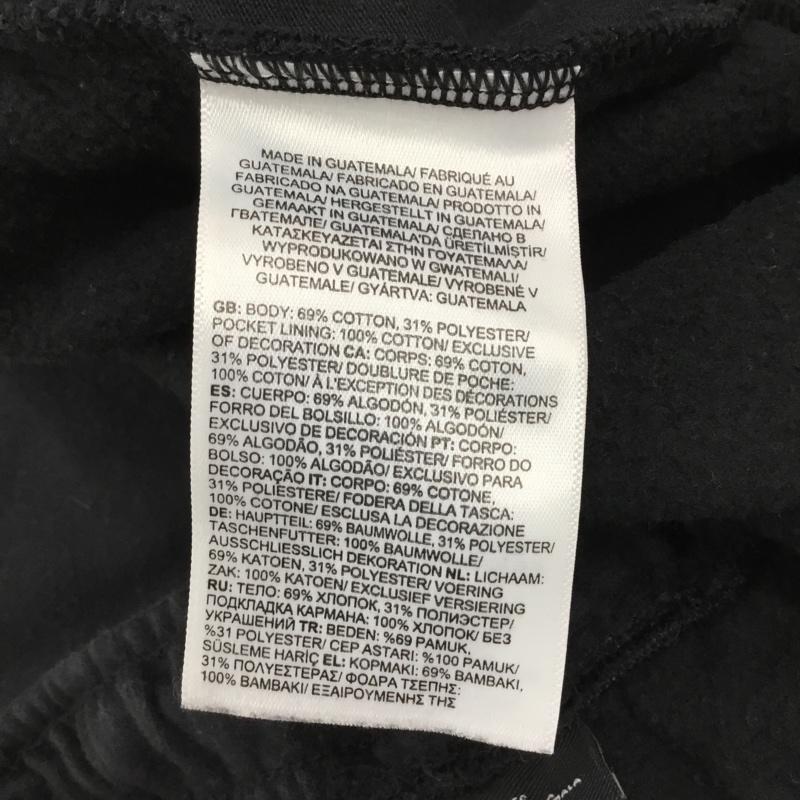 MADE IN GUATEMALA/ FABRIQUÉ AU
GUATEMALA/ FABRICADO EN GUATEMALA/
FABRICADO NA GUATEMALA/ PRODOTTO IN
GUATEMALA/ HERGESTELLT IN GUATEMALA/
GEMAAKT IN GUATEMALA/ СДЕЛАНО В
ГВАТЕМАЛЕ/ GUATEMALA'DA ÜRETİLMİŞTİR/
ΚΑΤΑΣΚΕΥΑΖΕΤΑΙ ΣΤΗΝ ΓΟΥΑΤΕΜΑΛΑ/
WYPRODUKOWANO W GWATEMALI/
VYROBENO V GUATEMALE/ VYROBENÉ V
GUATEMALE/ GYÁRTVA: GUATEMALA
GB: BODY: 69% COTTON, 31% POLYESTER/
POCKET LINING: 100% COTTON/ EXCLUSIVE
OF DECORATION CA: CORPS: 69% COTON,
31% POLYESTER/ DOUBLURE DE POCHE:
100% COTON/ À L'EXCEPTION DES DÉCORATIONS
ES: CUERPO: 69% ALGODÓN, 31% POLIÉSTER/
FORRO DEL BOLSILLO: 100% ALGODÓN/
EXCLUSIVO DE DECORACIÓN PT: CORPO:
69% ALGODÃO, 31% POLIÉSTER/ FORRO DO
BOLSO: 100% ALGODÃO/ EXCLUSIVO PARA
DECORAÇÃO IT: CORPO: 69% COTONE,
31% POLIESTERE/ FODERA DELLA TASCA:
100% COTONE/ ESCLUSA LA DECORAZIONE
DE: HAUPTTEIL: 69% BAUMWOLLE, 31% POLYESTER/
TASCHENFUTTER: 100% BAUMWOLLE/
AUSSCHLIESSLICH DEKORATION NL: LICHAAM:
69% KATOEN, 31% POLYESTER/ VOERING
ZAK: 100% KATOEN/ EXCLUSIEF VERSIERING
RU: ТЕЛО: 69% ХЛОПОК, 31% ПОЛИЭСТЕР/
ПОДКЛАДКА КАРМАНА: 100% ХЛОПОК/ БЕЗ
УКРАШЕНИЙ TR: BEDEN: %69 PAMUK,
%31 POLYESTER/ CEP ASTARI: %100 PAMUK/
SÜSLEME HARİÇ EL: ΚΟΡΜΑΚΙ: 69% ΒΑΜΒΑΚΙ,
31% ΠΟΛΥΕΣΤΕΡΑΣ/ ΦΟΔΡΑ ΤΣΕΠΗΣ:
100% ΒΑΜΒΑΚΙ/ ΕΞΑΙΡΟΥΜΕΝΗΣ ΤΗΣ